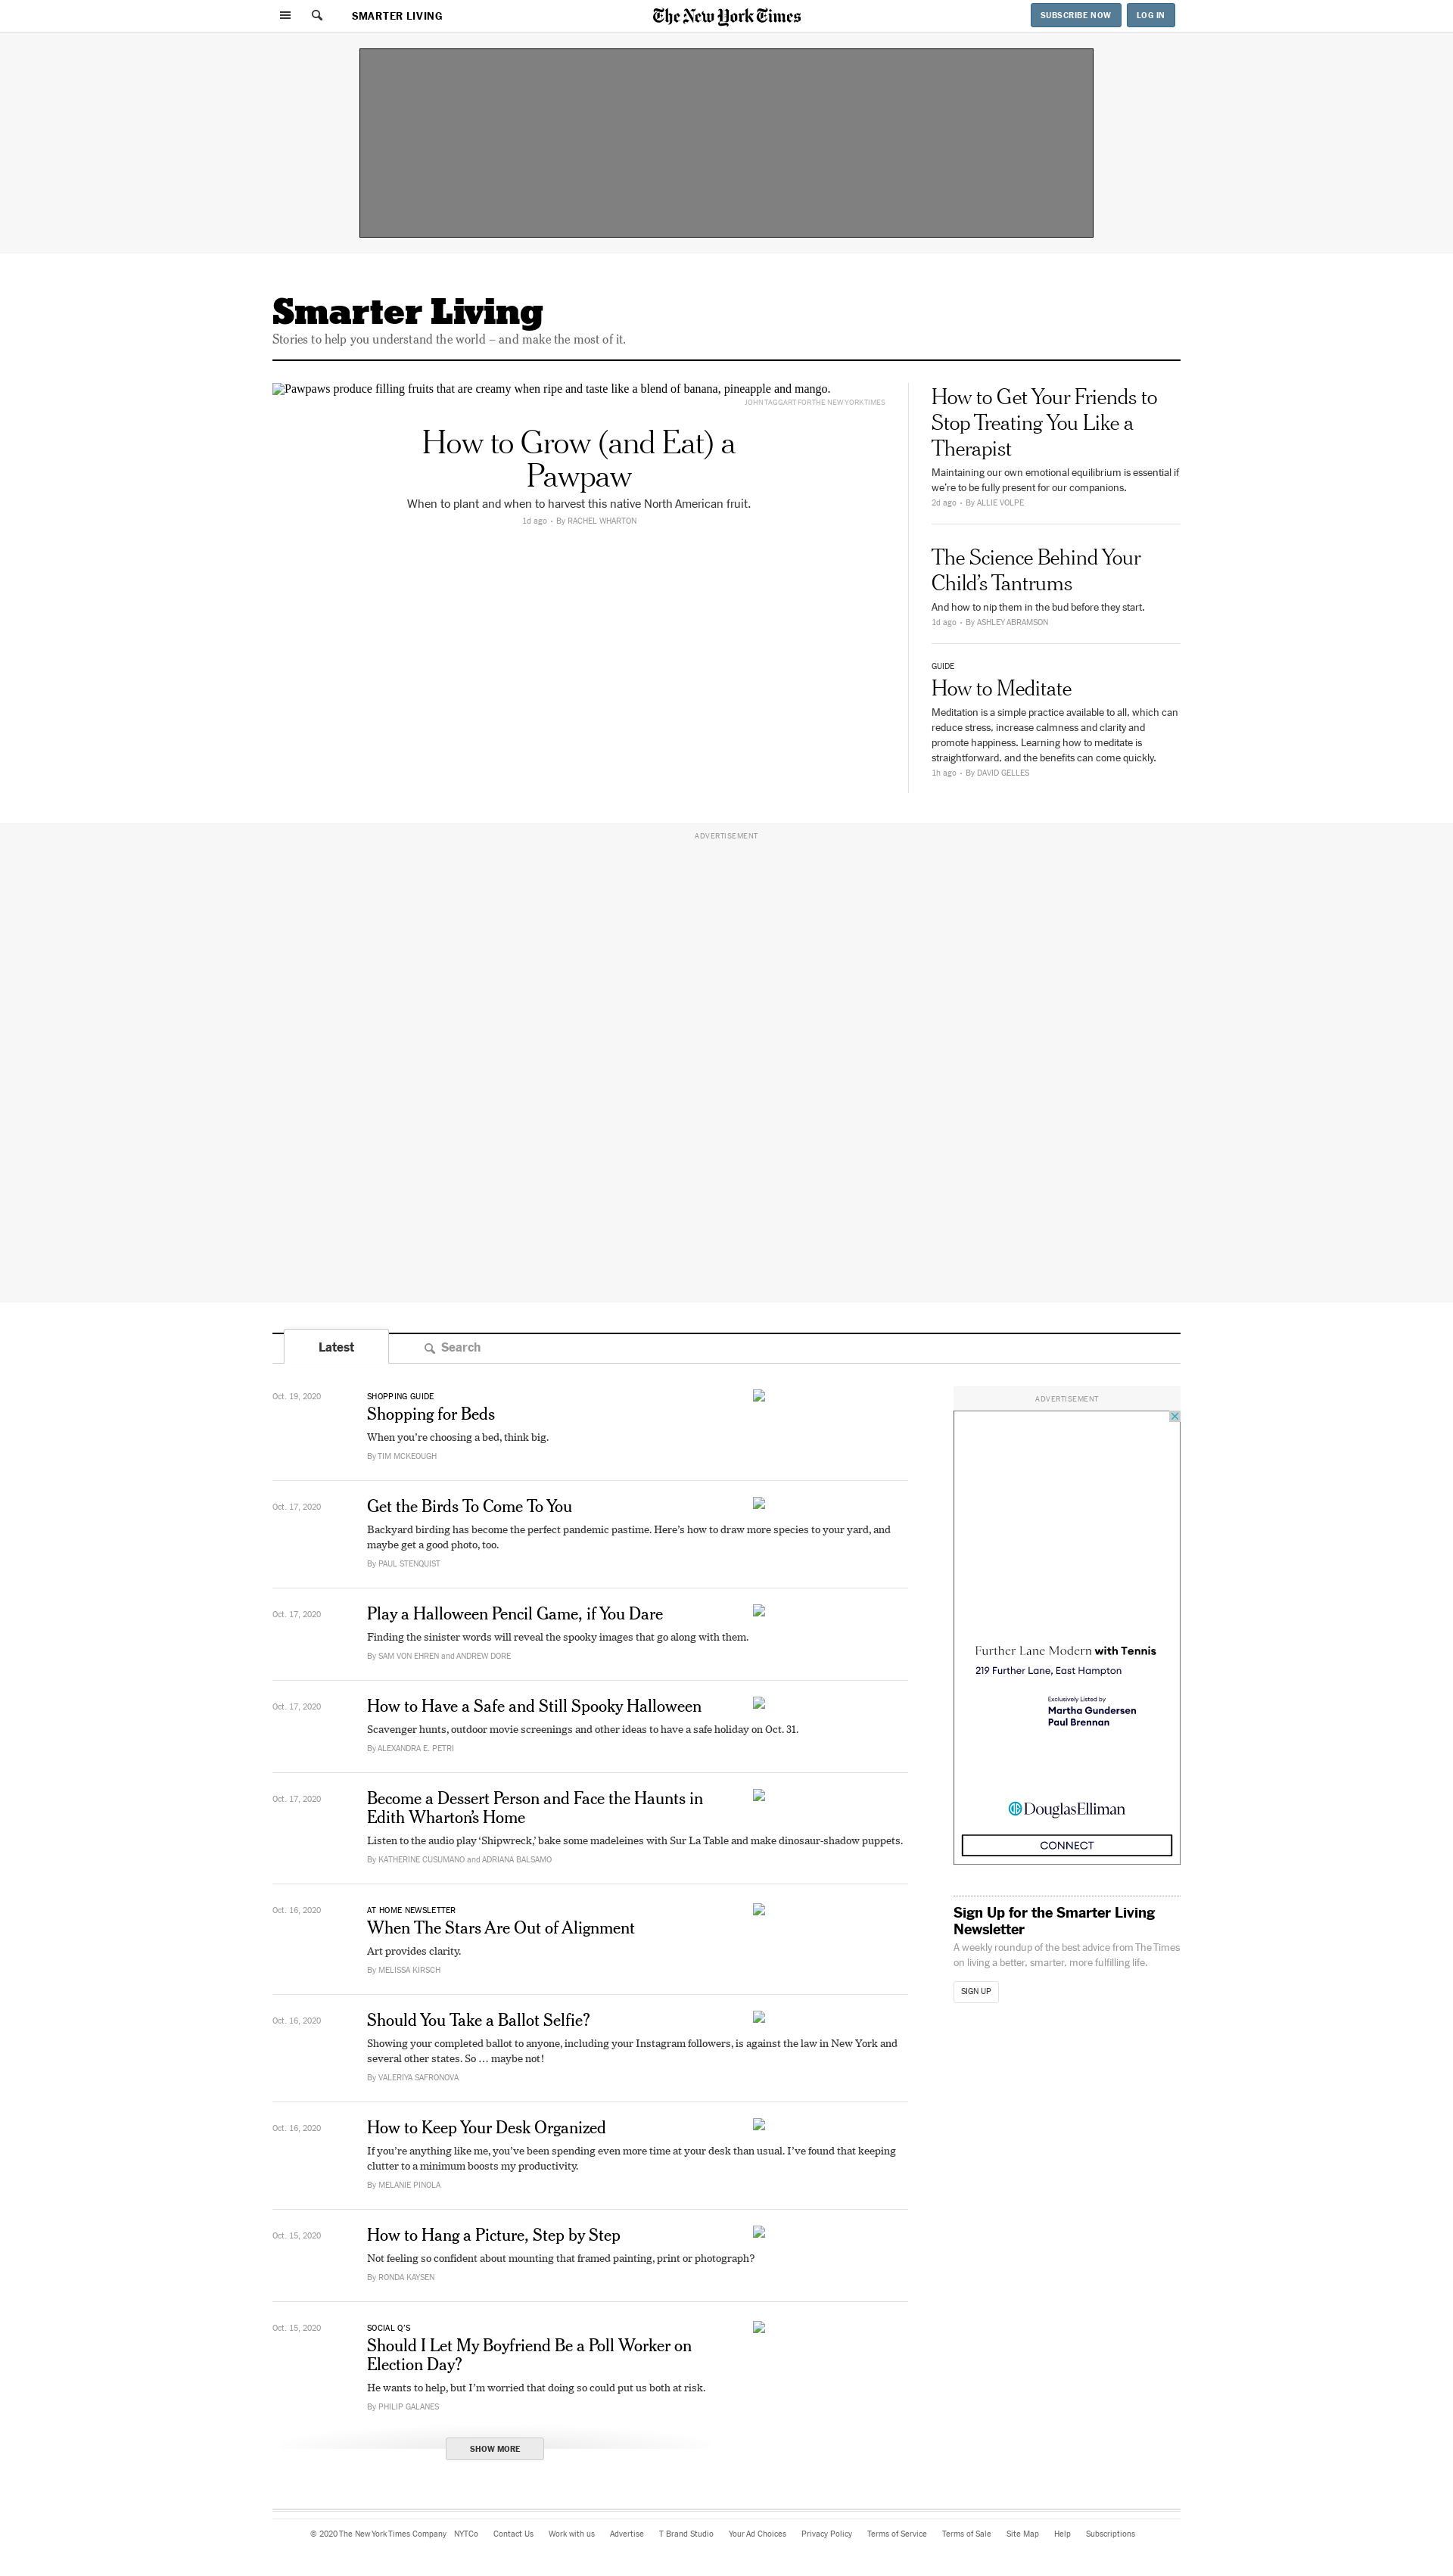 SMARTER LIVING
The New York Times
SUBSCRIBE NOW
LOG IN
Smarter Living
Stories to help you understand the world – and make the most of it.
Pawpaws produce filling fruits that are creamy when ripe and taste like a blend of banana, pineapple and mango.
JOHN TAGGART FOR THE NEW YORK TIMES
How to Grow (and Eat) a
Pawpaw
When to plant and when to harvest this native North American fruit.
1d ago • By RACHEL WHARTON
How to Get Your Friends to
Stop Treating You Like a
Therapist
Maintaining our own emotional equilibrium is essential if
we’re to be fully present for our companions.
2d ago • By ALLIE VOLPE
The Science Behind Your
Child’s Tantrums
And how to nip them in the bud before they start.
1d ago • By ASHLEY ABRAMSON
GUIDE
How to Meditate
Meditation is a simple practice available to all, which can
reduce stress, increase calmness and clarity and
promote happiness. Learning how to meditate is
straightforward, and the benefits can come quickly.
1h ago • By DAVID GELLES
ADVERTISEMENT
Latest
Search
Oct. 19, 2020
SHOPPING GUIDE
Shopping for Beds
When you’re choosing a bed, think big.
By TIM MCKEOUGH
Oct. 17, 2020
Get the Birds To Come To You
Backyard birding has become the perfect pandemic pastime. Here’s how to draw more species to your yard, and
maybe get a good photo, too.
By PAUL STENQUIST
Oct. 17, 2020
Play a Halloween Pencil Game, if You Dare
Finding the sinister words will reveal the spooky images that go along with them.
By SAM VON EHREN and ANDREW DORE
Oct. 17, 2020
How to Have a Safe and Still Spooky Halloween
Scavenger hunts, outdoor movie screenings and other ideas to have a safe holiday on Oct. 31.
By ALEXANDRA E. PETRI
Oct. 17, 2020
Become a Dessert Person and Face the Haunts in
Edith Wharton’s Home
Listen to the audio play ‘Shipwreck,’ bake some madeleines with Sur La Table and make dinosaur-shadow puppets.
By KATHERINE CUSUMANO and ADRIANA BALSAMO
Oct. 16, 2020
AT HOME NEWSLETTER
When The Stars Are Out of Alignment
Art provides clarity.
By MELISSA KIRSCH
Oct. 16, 2020
Should You Take a Ballot Selfie?
Showing your completed ballot to anyone, including your Instagram followers, is against the law in New York and
several other states. So … maybe not!
By VALERIYA SAFRONOVA
Oct. 16, 2020
How to Keep Your Desk Organized
If you’re anything like me, you’ve been spending even more time at your desk than usual. I’ve found that keeping
clutter to a minimum boosts my productivity.
By MELANIE PINOLA
Oct. 15, 2020
How to Hang a Picture, Step by Step
Not feeling so confident about mounting that framed painting, print or photograph?
By RONDA KAYSEN
Oct. 15, 2020
SOCIAL Q’S
Should I Let My Boyfriend Be a Poll Worker on
Election Day?
He wants to help, but I’m worried that doing so could put us both at risk.
By PHILIP GALANES
SHOW MORE
ADVERTISEMENT
Further Lane Modern with Tennis
219 Further Lane, East Hampton
Exclusively Listed by
Martha Gundersen
Paul Brennan
DouglasElliman
CONNECT
Sign Up for the Smarter Living
Newsletter
A weekly roundup of the best advice from The Times
on living a better, smarter, more fulfilling life.
SIGN UP
© 2020 The New York Times Company NYTCo Contact Us Work with us Advertise T Brand Studio Your Ad Choices Privacy Policy Terms of Service Terms of Sale Site Map Help Subscriptions